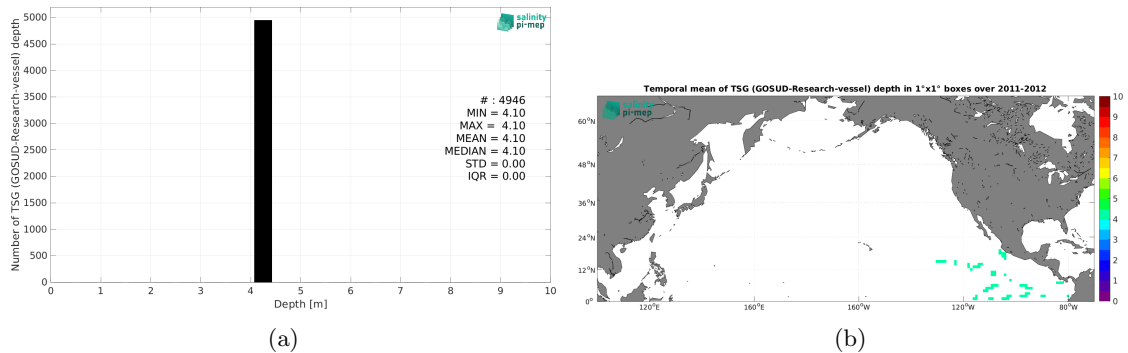 5000
4500
4000
3500
3000
2500
2000
1500
1000
500
0
Number of TSG (GOSUD-Research-vessel) depth
salinity
pi-mep
# : 4946
MIN = 4.10
MAX = 4.10
MEAN = 4.10
MEDIAN = 4.10
STD = 0.00
IQR = 0.00
0 1 2 3 4 5 6 7 8 9 10
Depth [m]
(a)
Temporal mean of TSG (GOSUD-Research-vessel) depth in 1°x1° boxes over 2011-2012
salinity
pi-mep
60°N
48°N
36°N
24°N
12°N
0°
120°E 160°E 160°W 120°W 80°W
10
9
8
7
6
5
4
3
2
1
0
(b)